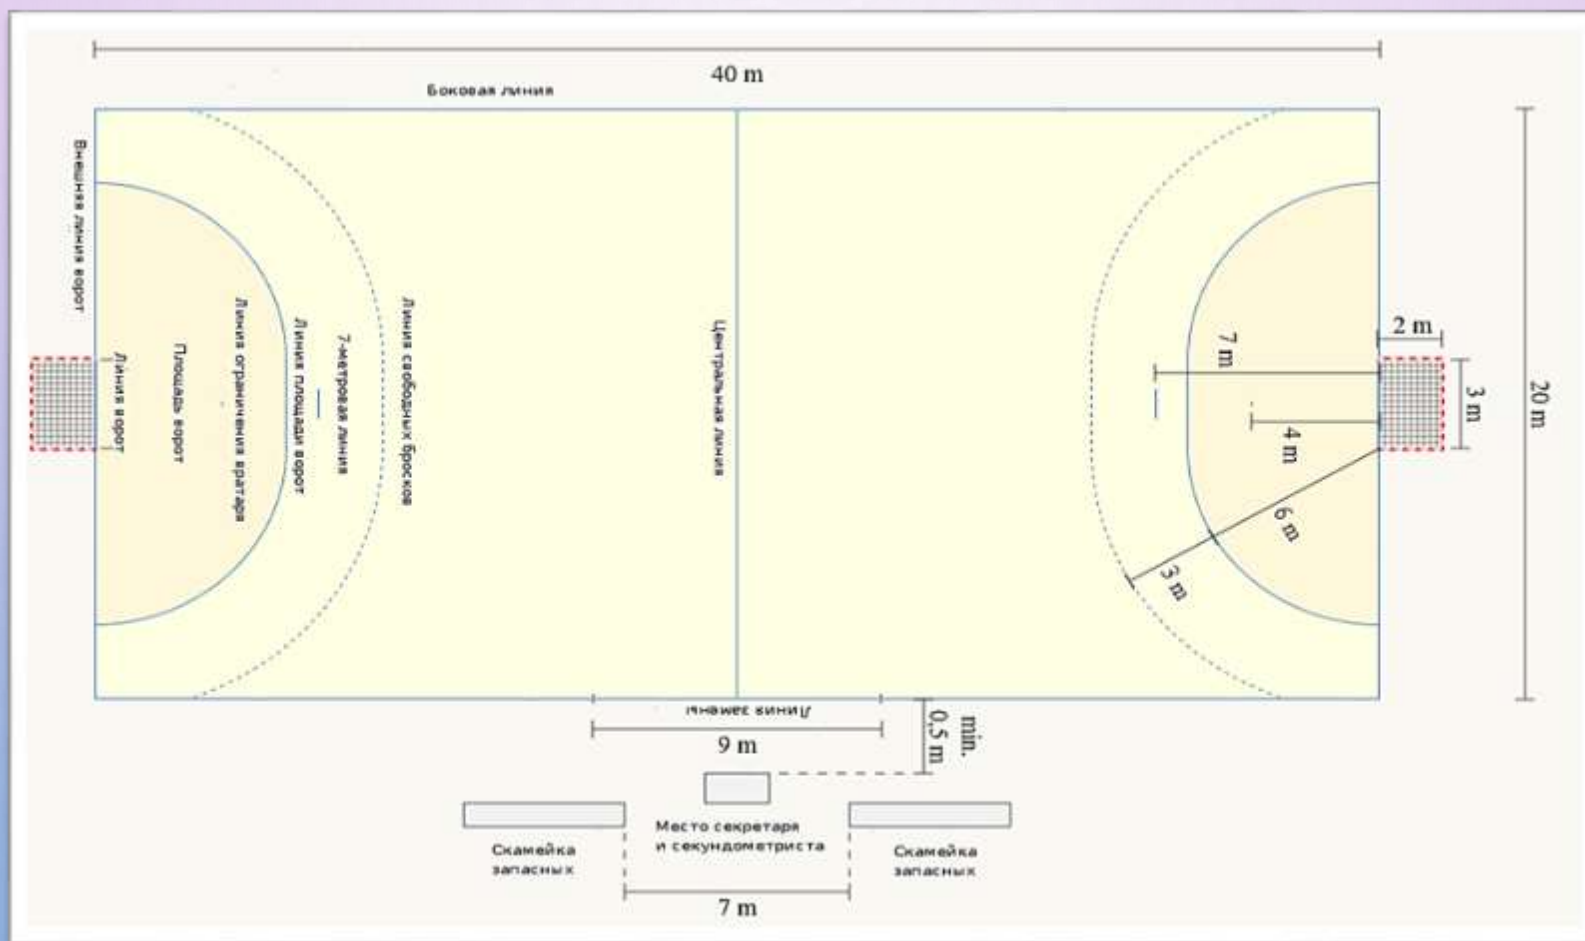 40 m
Боковая линия
Внешняя линия ворот
Линия ворот
Площадь ворот
Линия ограничения вратаря
Линия площади ворот
7-метровая линия
Линия свободных бросков
Центральная линия
7 m
4 m
6 m
3 m
2 m
3 m
20 m
Линия замены
9 m
min.
0,5 m
Место секретаря
и секундометриста
Скамейка
запасных
Скамейка
запасных
7 m